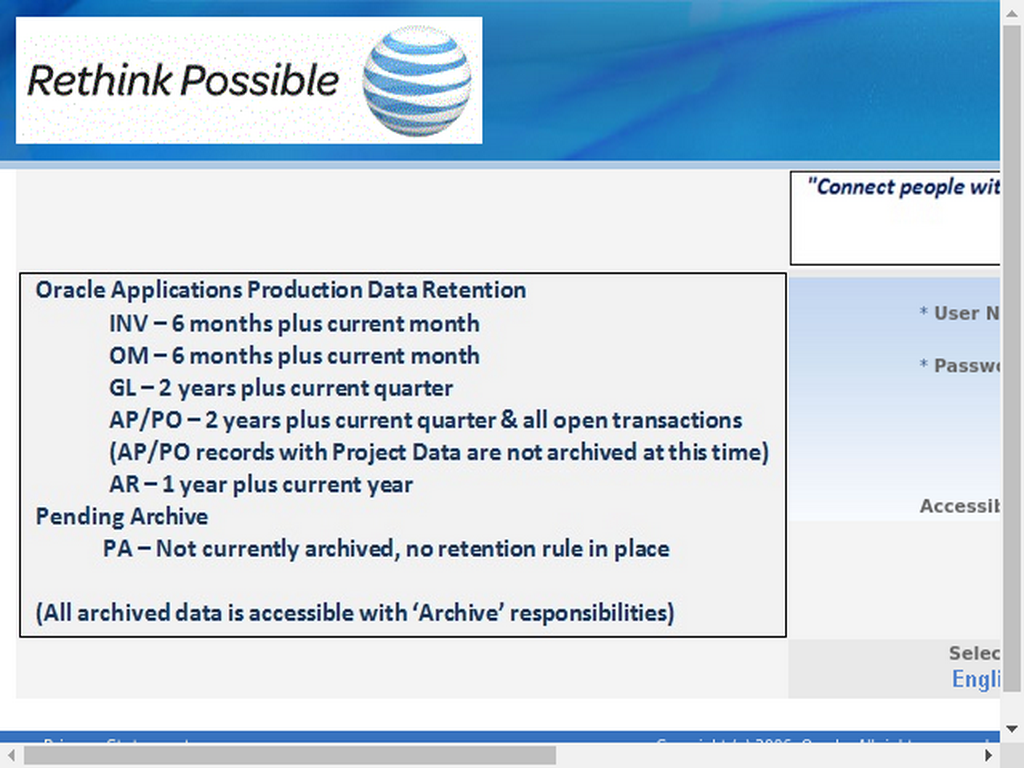 Rethink Possible
"Connect people wit
Oracle Applications Production Data Retention
INV – 6 months plus current month
OM – 6 months plus current month
GL – 2 years plus current quarter
AP/PO – 2 years plus current quarter & all open transactions
(AP/PO records with Project Data are not archived at this time)
AR – 1 year plus current year
Pending Archive
PA – Not currently archived, no retention rule in place
(All archived data is accessible with ‘Archive’ responsibilities)
* User N
* Passwo
Accessib
Selec
Engli